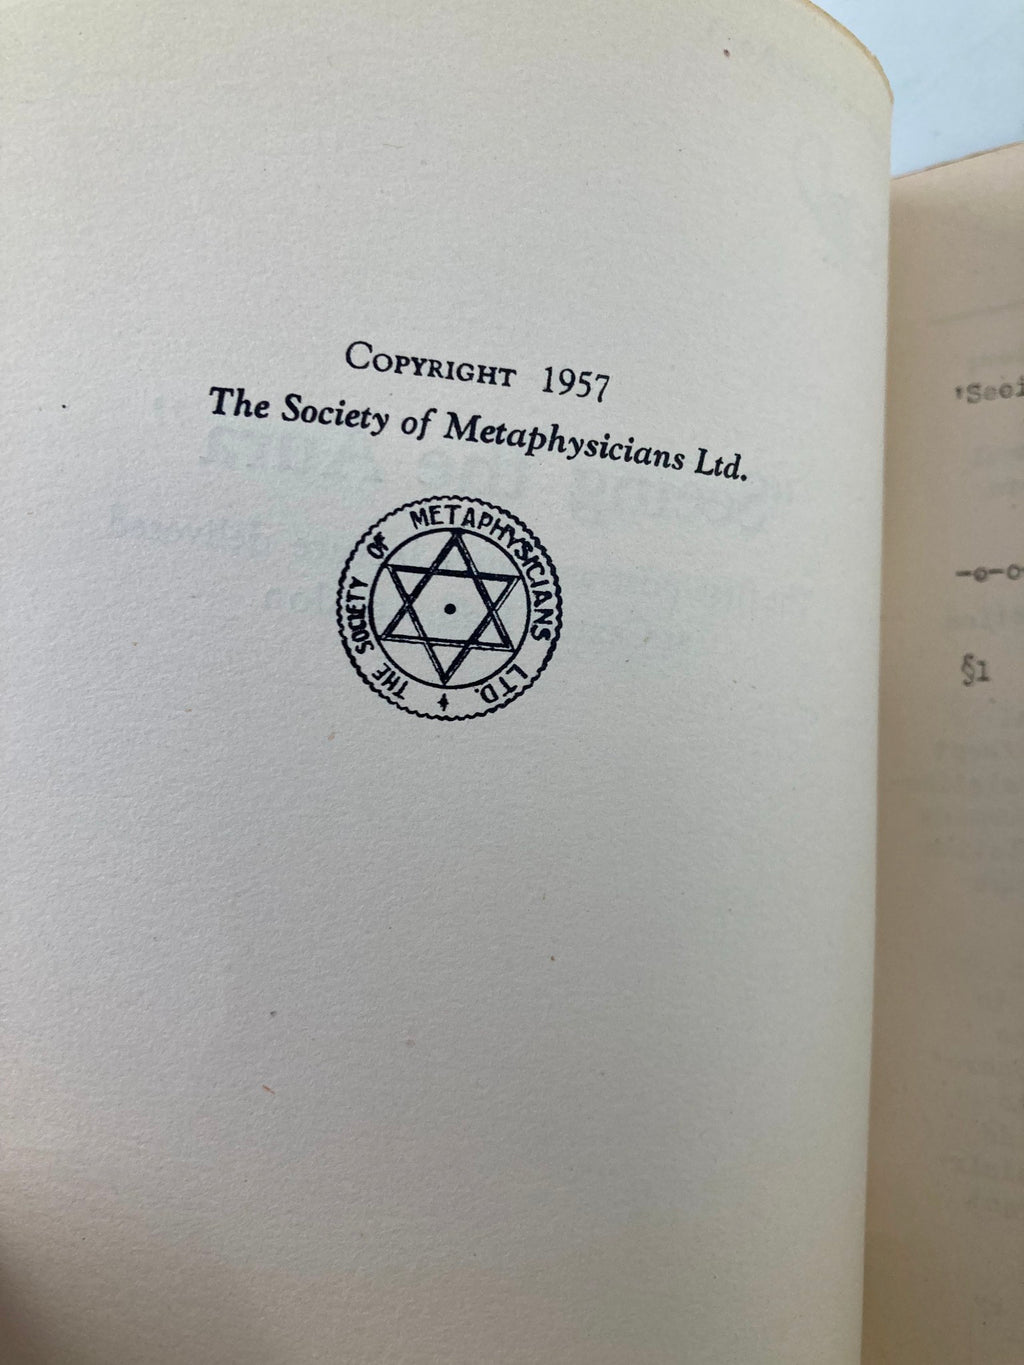 COPYRIGHT 1957
The Society of Metaphysicians Ltd.
THE SOCIETY OF METAPHYSICIANS LTD.
§1